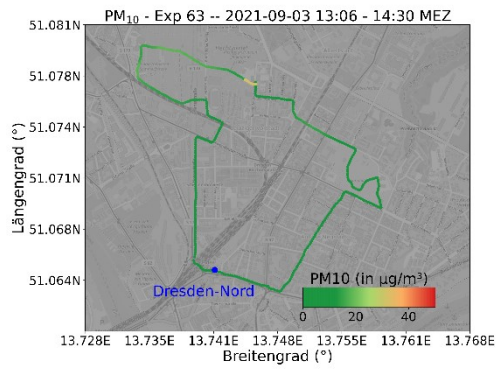 PM₁₀ - Exp 63 -- 2021-09-03 13:06 - 14:30 MEZ
51.081N
51.078N
51.074N
51.071N
51.068N
51.064N
Längengrad (°)
Dresden-Nord
PM10 (in µg/m³)
0 20 40
13.728E 13.735E 13.741E 13.748E 13.755E 13.761E 13.768E
Breitengrad (°)